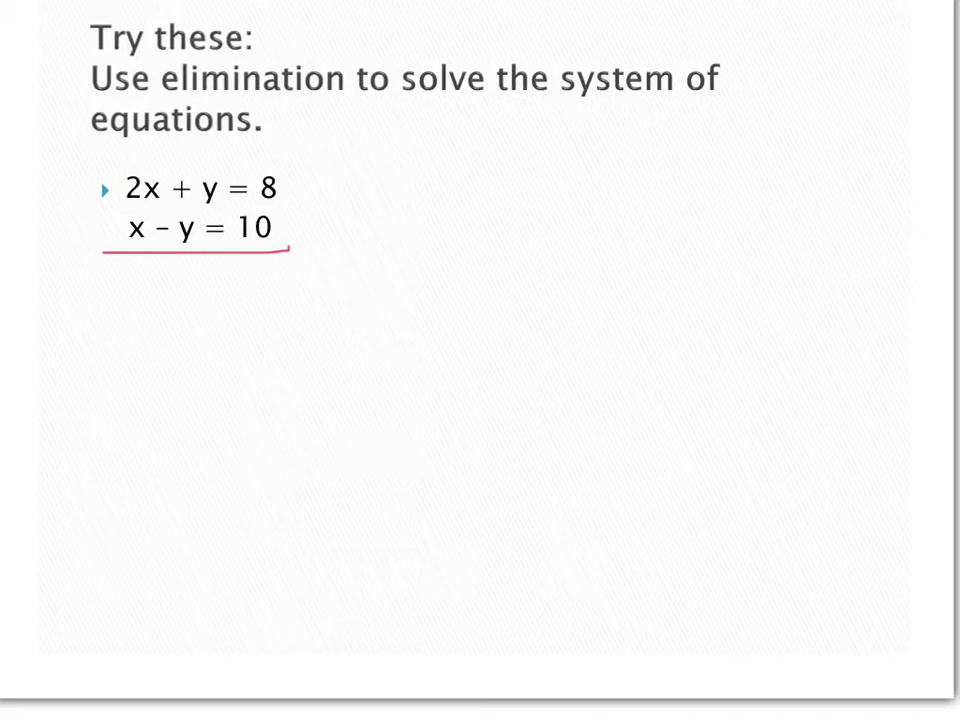 Try these:
Use elimination to solve the system of
equations.
2x + y = 8
x – y = 10